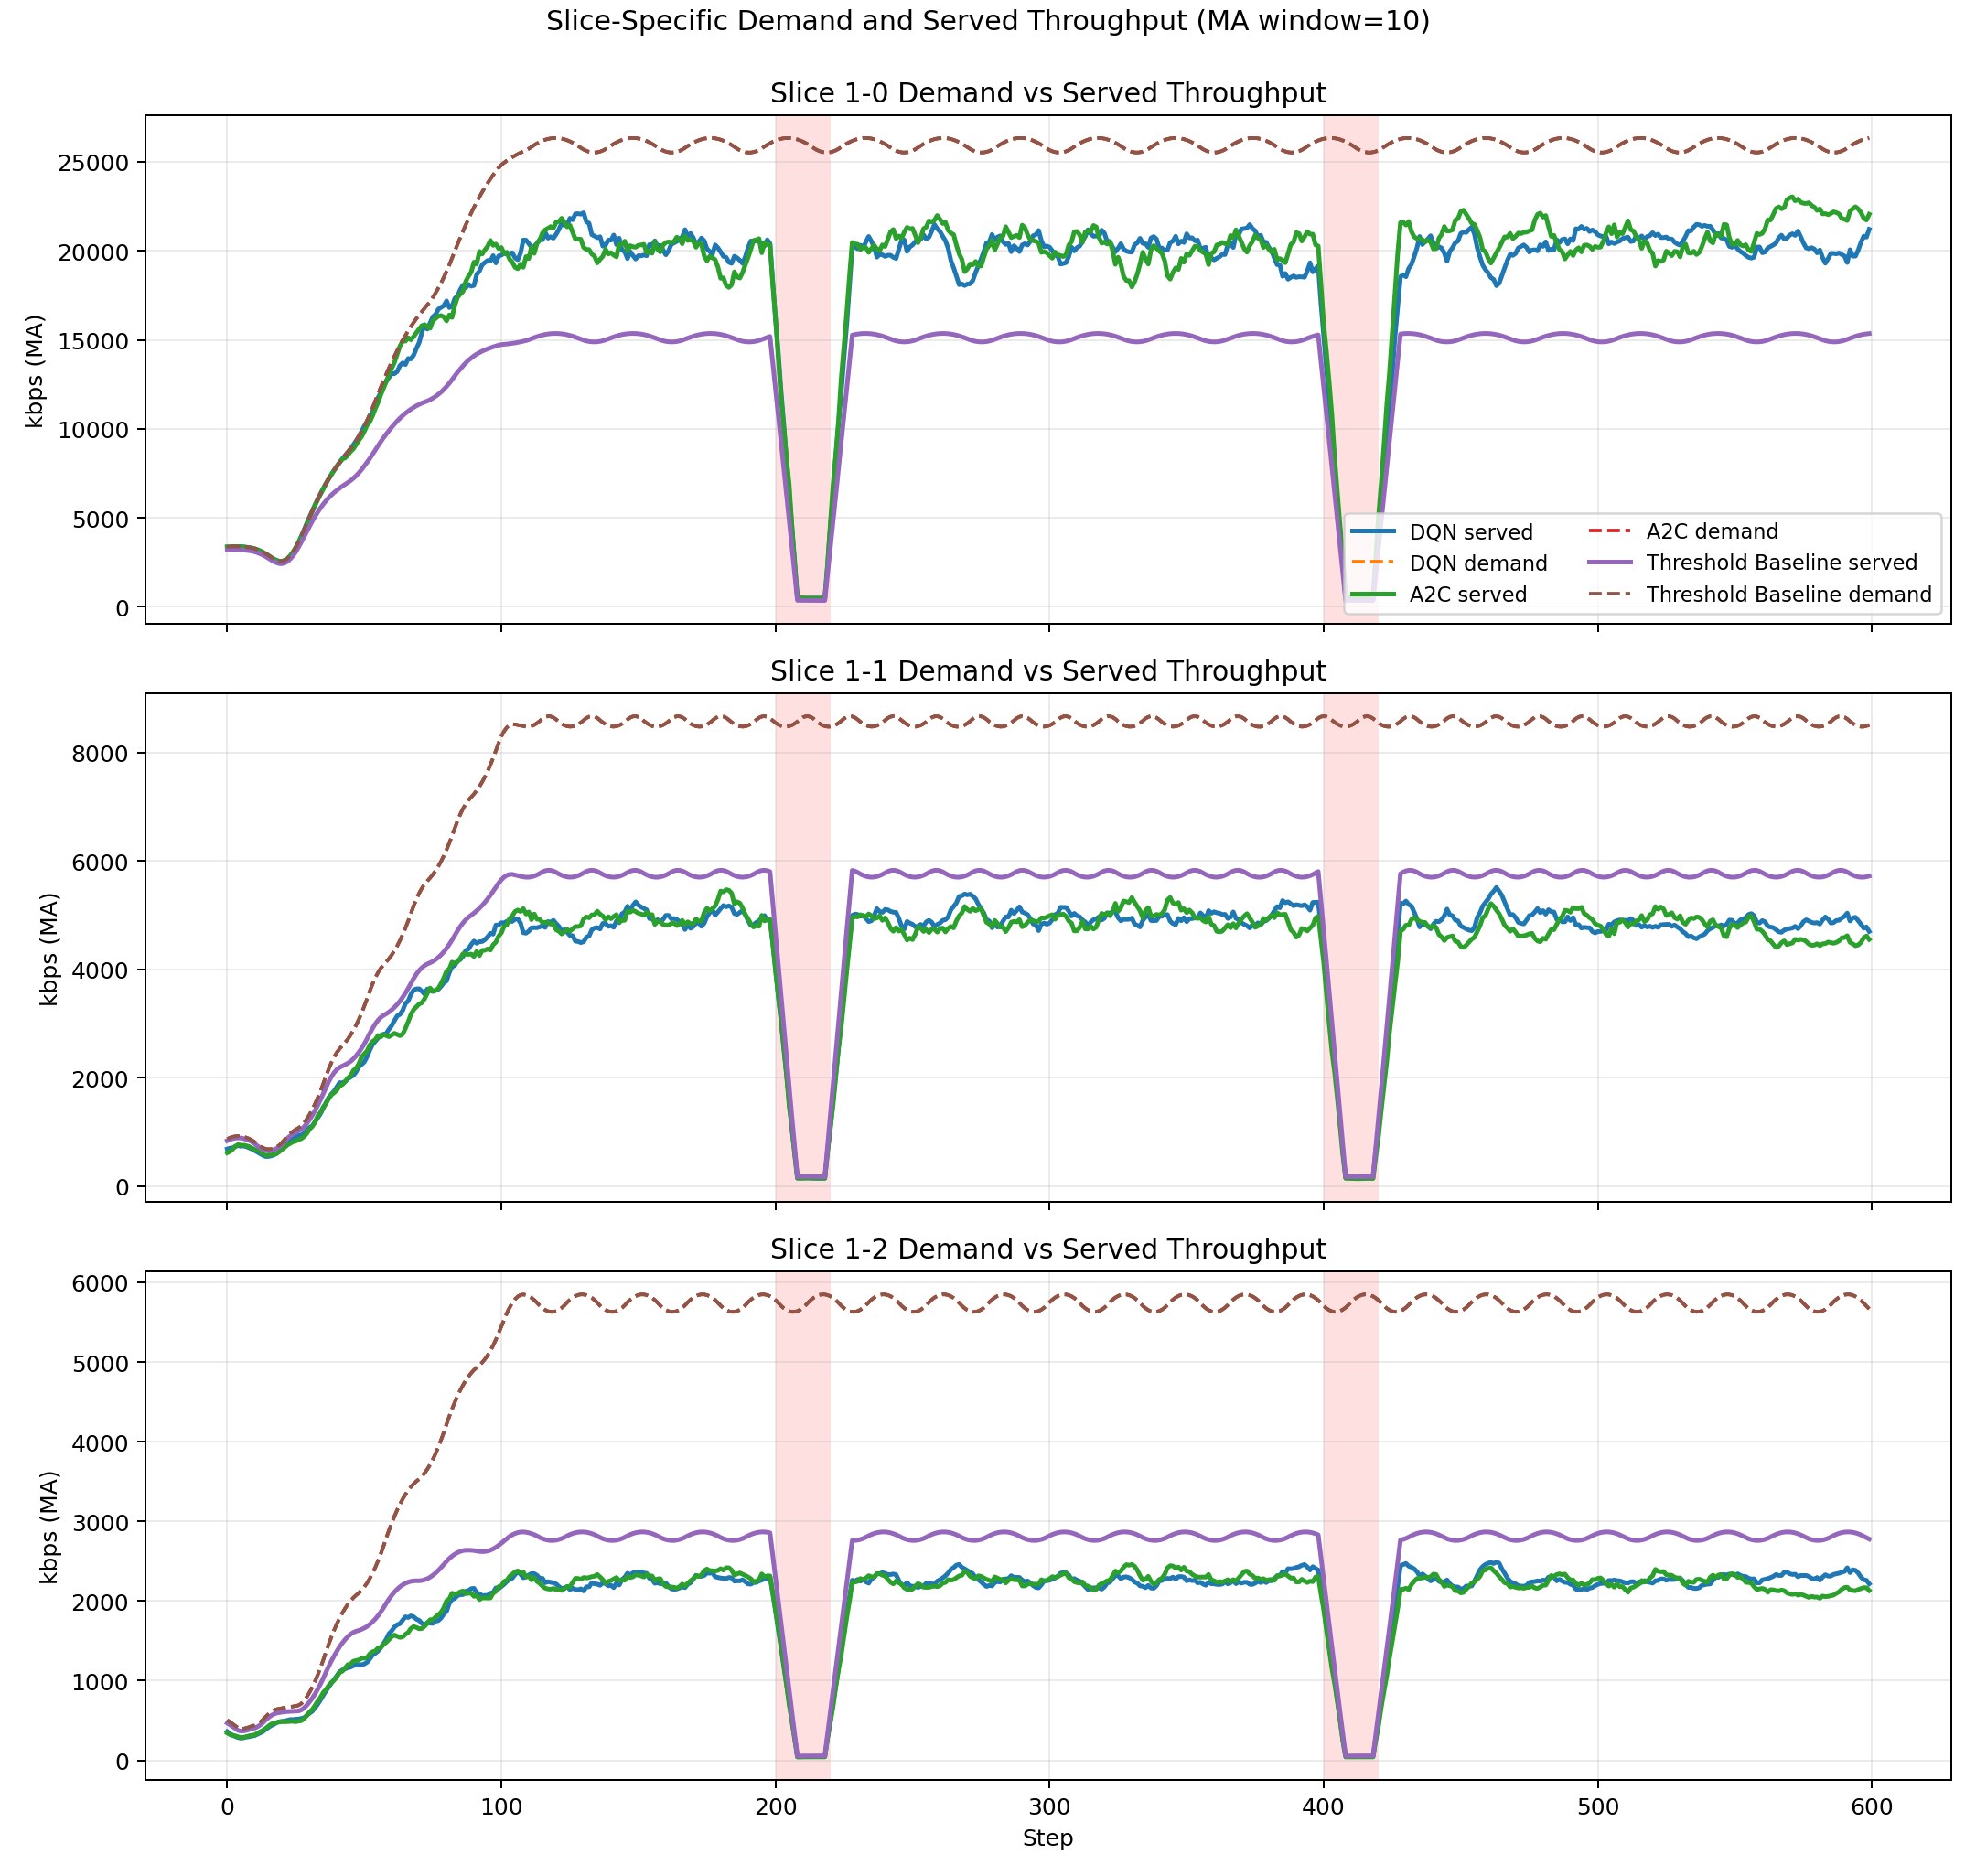 Slice-Specific Demand and Served Throughput (MA window=10)
Slice 1-0 Demand vs Served Throughput
25000
20000
15000
10000
5000
0
kbps (MA)
DQN served
DQN demand
A2C served
A2C demand
Threshold Baseline served
Threshold Baseline demand
Slice 1-1 Demand vs Served Throughput
8000
6000
4000
2000
0
kbps (MA)
Slice 1-2 Demand vs Served Throughput
6000
5000
4000
3000
2000
1000
0
kbps (MA)
0 100 200 300 400 500 600
Step